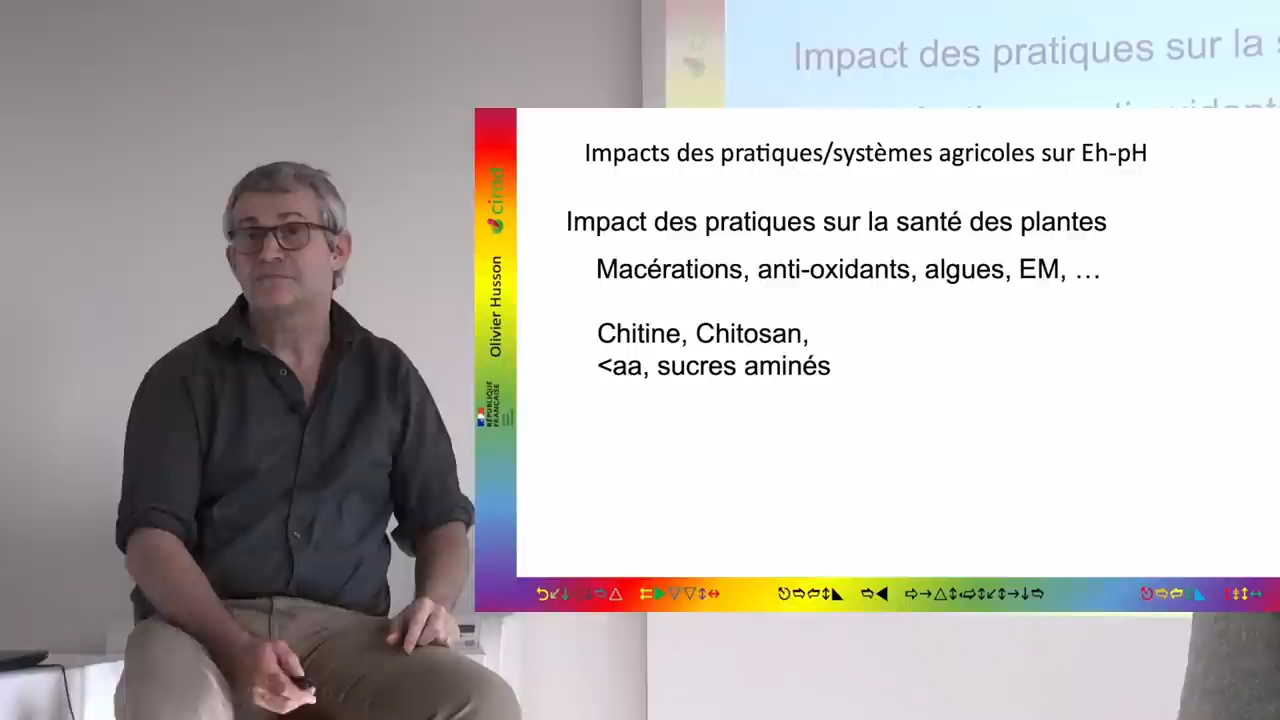 Impact des pratiques sur la
Impacts des pratiques/systèmes agricoles sur Eh-pH
Impact des pratiques sur la santé des plantes
Macérations, anti-oxidants, algues, EM, …
Chitine, Chitosan,
<aa, sucres aminés
cirad
Olivier Husson
RÉPUBLIQUE
FRANÇAISE